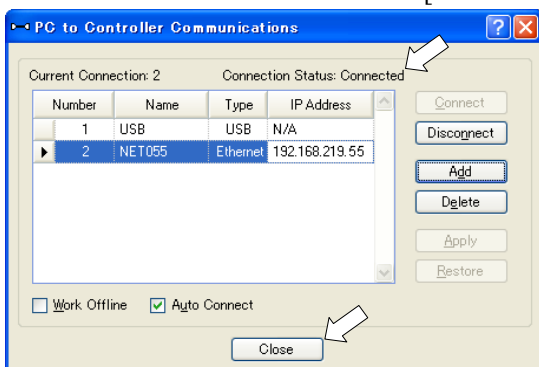 PC to Controller Communications
Current Connection: 2 Connection Status: Connected
Number Name Type IP Address
1 USB USB N/A
2 NET055 Ethernet 192.168.219.55
Connect
Disconnect
Add
Delete
Apply
Restore
Work Offline Auto Connect
Close